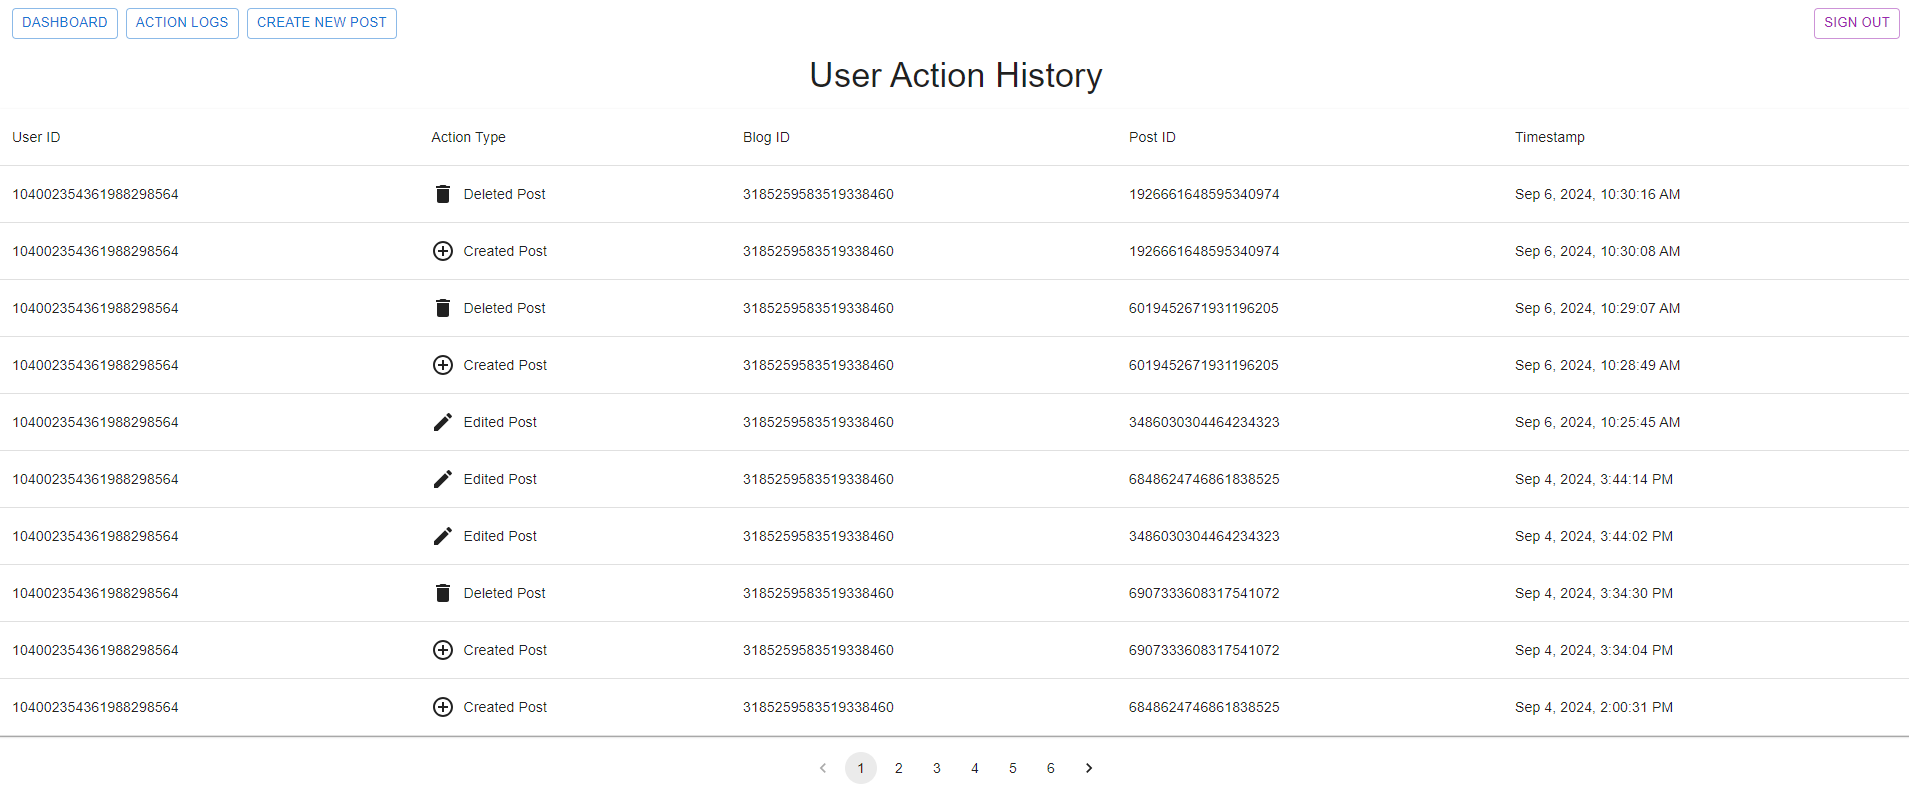 DASHBOARD ACTION LOGS CREATE NEW POST SIGN OUT
User Action History
User ID Action Type Blog ID Post ID Timestamp
104002354361988298564 Deleted Post 3185259583519338460 1926661648595340974 Sep 6, 2024, 10:30:16 AM
104002354361988298564 Created Post 3185259583519338460 1926661648595340974 Sep 6, 2024, 10:30:08 AM
104002354361988298564 Deleted Post 3185259583519338460 6019452671931196205 Sep 6, 2024, 10:29:07 AM
104002354361988298564 Created Post 3185259583519338460 6019452671931196205 Sep 6, 2024, 10:28:49 AM
104002354361988298564 Edited Post 3185259583519338460 3486030304464234323 Sep 6, 2024, 10:25:45 AM
104002354361988298564 Edited Post 3185259583519338460 6848624746861838525 Sep 4, 2024, 3:44:14 PM
104002354361988298564 Edited Post 3185259583519338460 3486030304464234323 Sep 4, 2024, 3:44:02 PM
104002354361988298564 Deleted Post 3185259583519338460 6907333608317541072 Sep 4, 2024, 3:34:30 PM
104002354361988298564 Created Post 3185259583519338460 6907333608317541072 Sep 4, 2024, 3:34:04 PM
104002354361988298564 Created Post 3185259583519338460 6848624746861838525 Sep 4, 2024, 2:00:31 PM
1 2 3 4 5 6